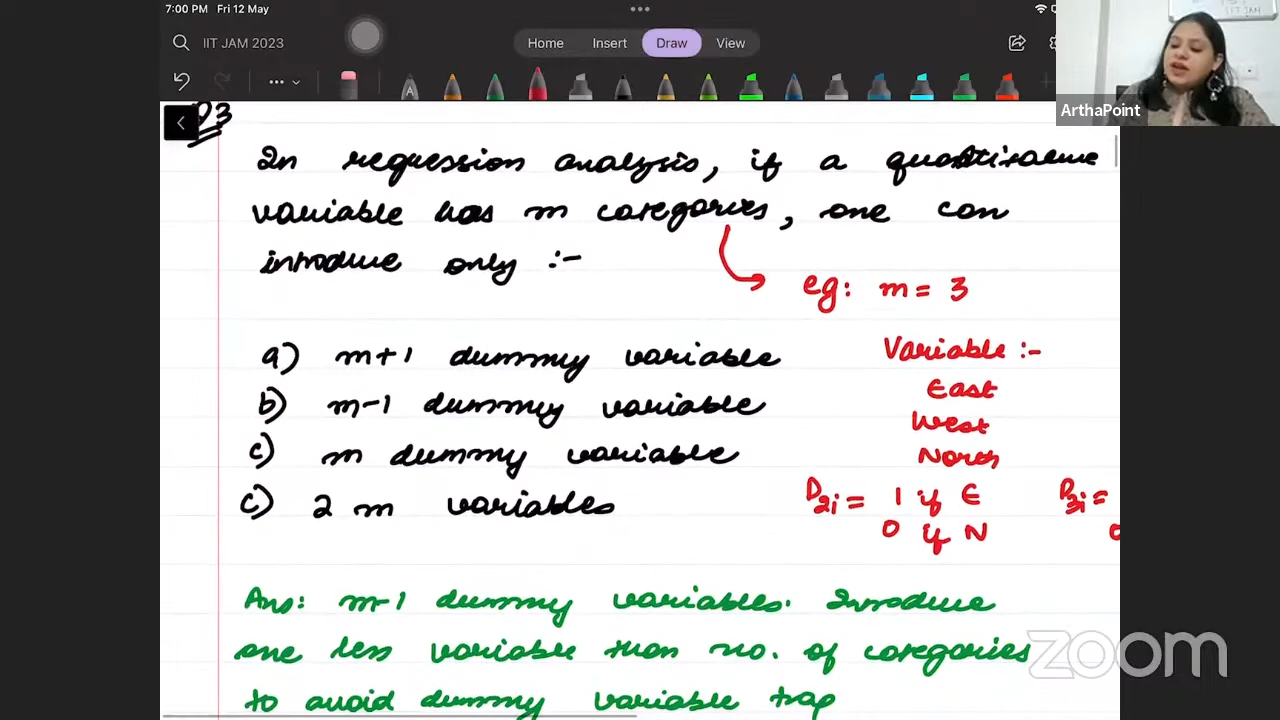 7:00 PM Fri 12 May
IIT JAM 2023
Home Insert Draw View
ArthaPoint
In regression analysis, if a
variable has m categories, one can
introduce only :-
eg: m = 3
a) m+1 dummy variable
b) m-1 dummy variable
c) m dummy variable
c) 2 m variables
Variable :-
East
West
North
D2i = 1 if E
0 if N
D3i =
Ans: m-1 dummy variables. Introduce
one less variable than no. of categories
to avoid dummy variable trap
zoom